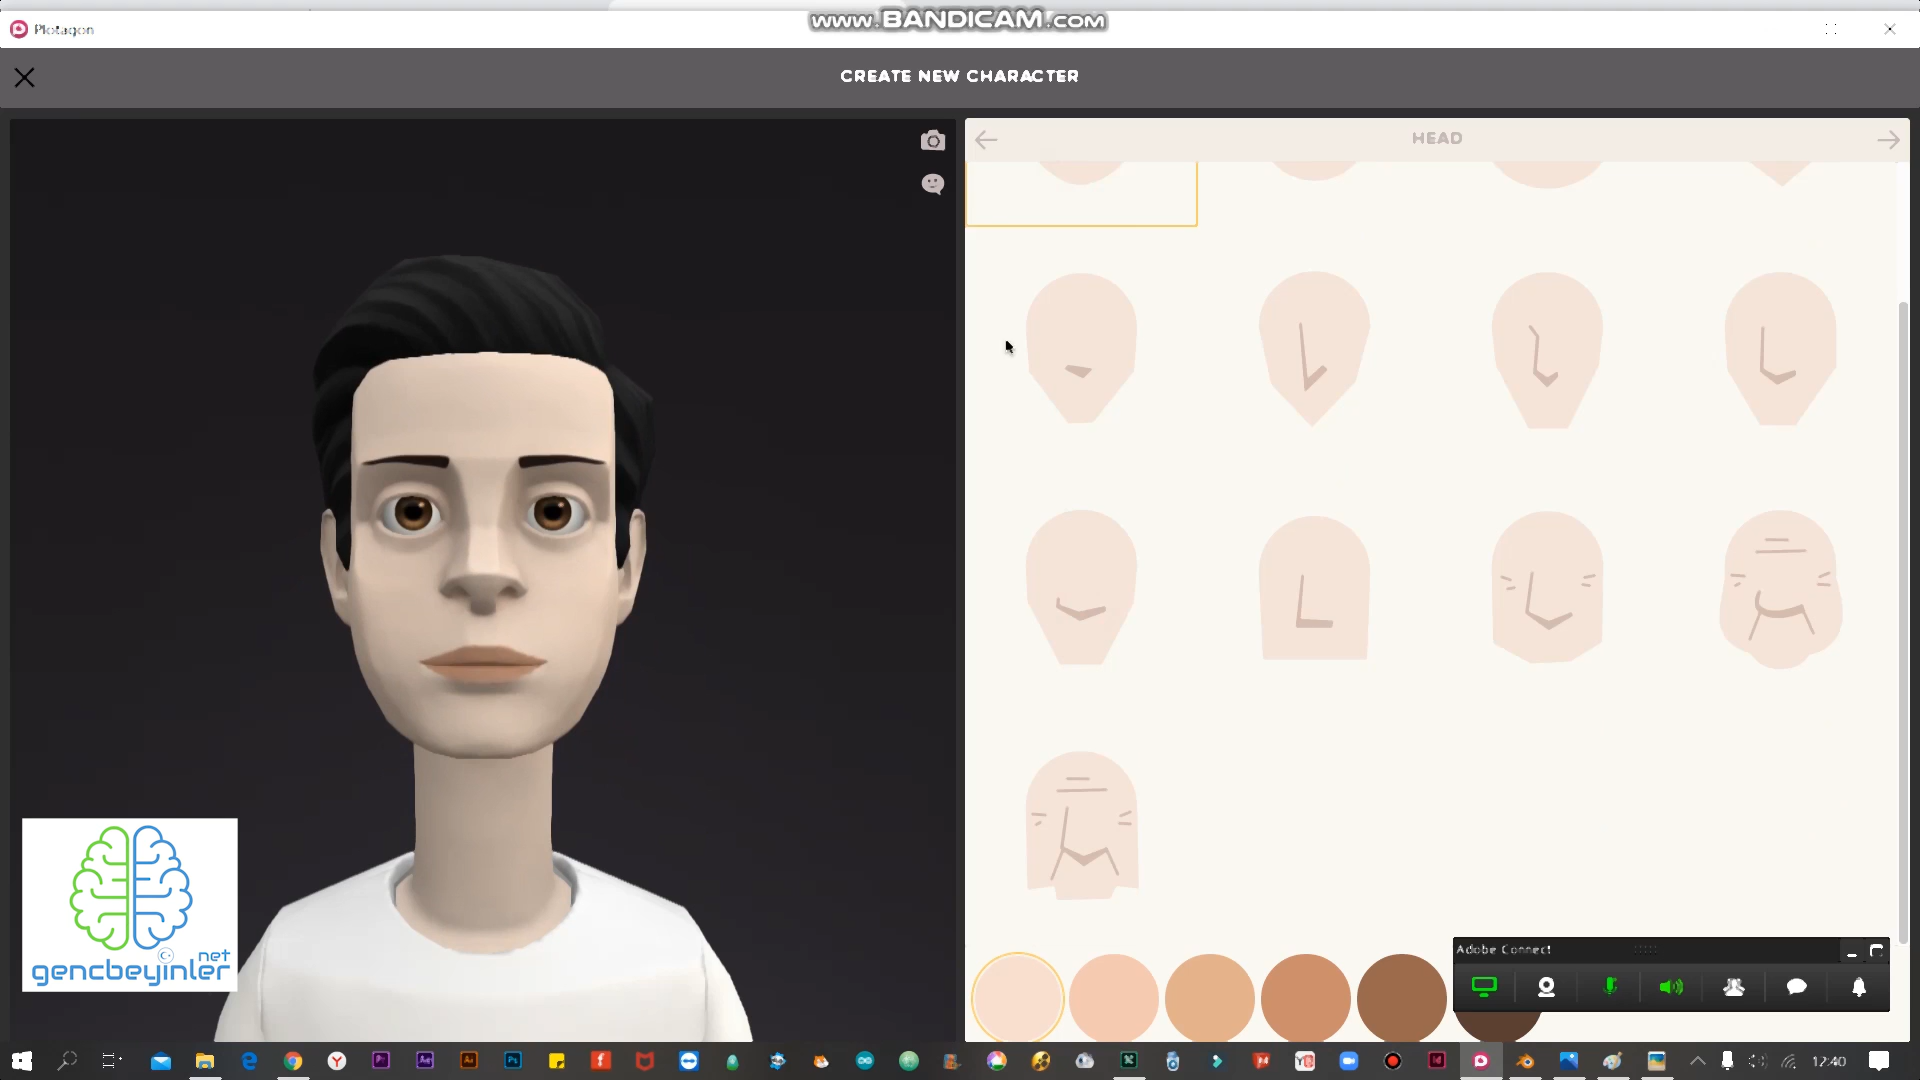 www.BANDICAM.com
Plotagon
CREATE NEW CHARACTER
HEAD
net
gencbeyinler
Adobe Connect
12:40